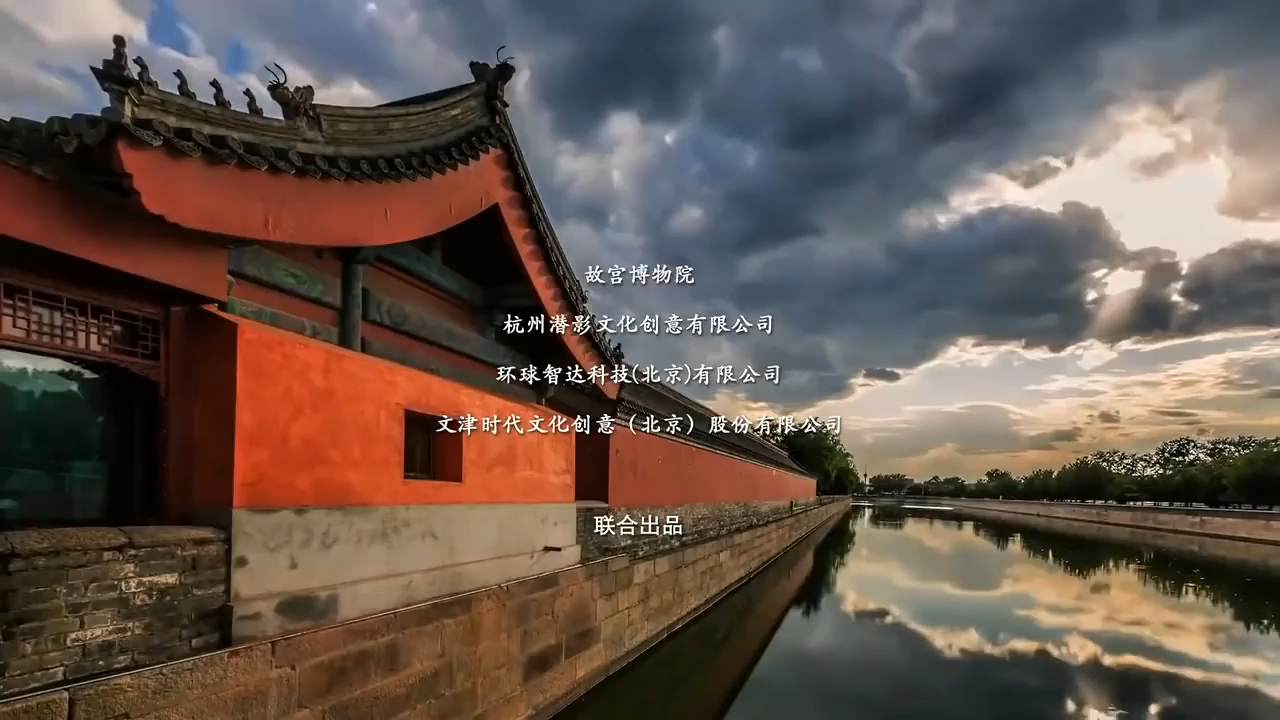 故宫博物院
杭州潜影文化创意有限公司
环球智达科技(北京)有限公司
文津时代文化创意（北京）股份有限公司
联合出品